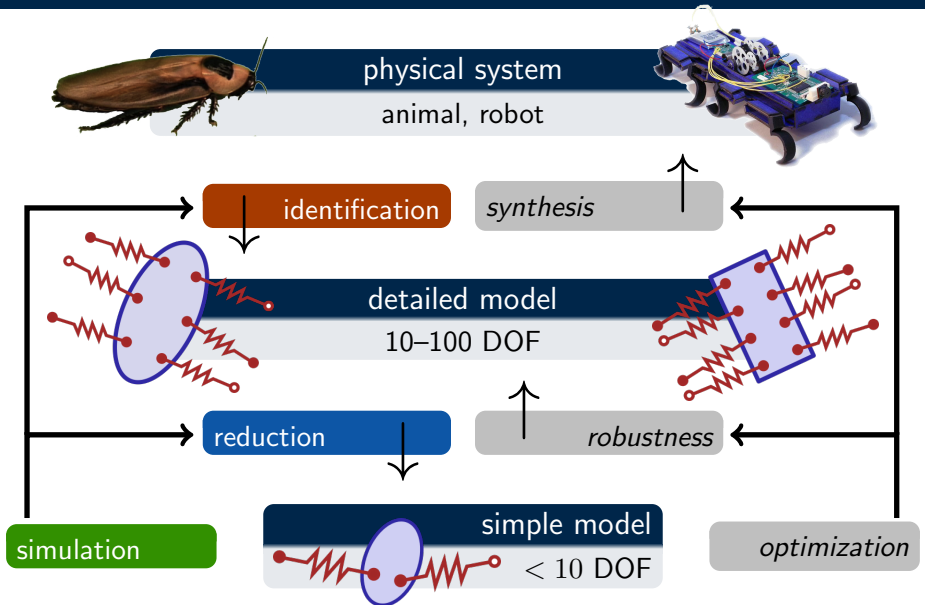 physical system
animal, robot
identification
synthesis
detailed model
10–100 DOF
reduction
robustness
simulation
simple model
< 10 DOF
optimization